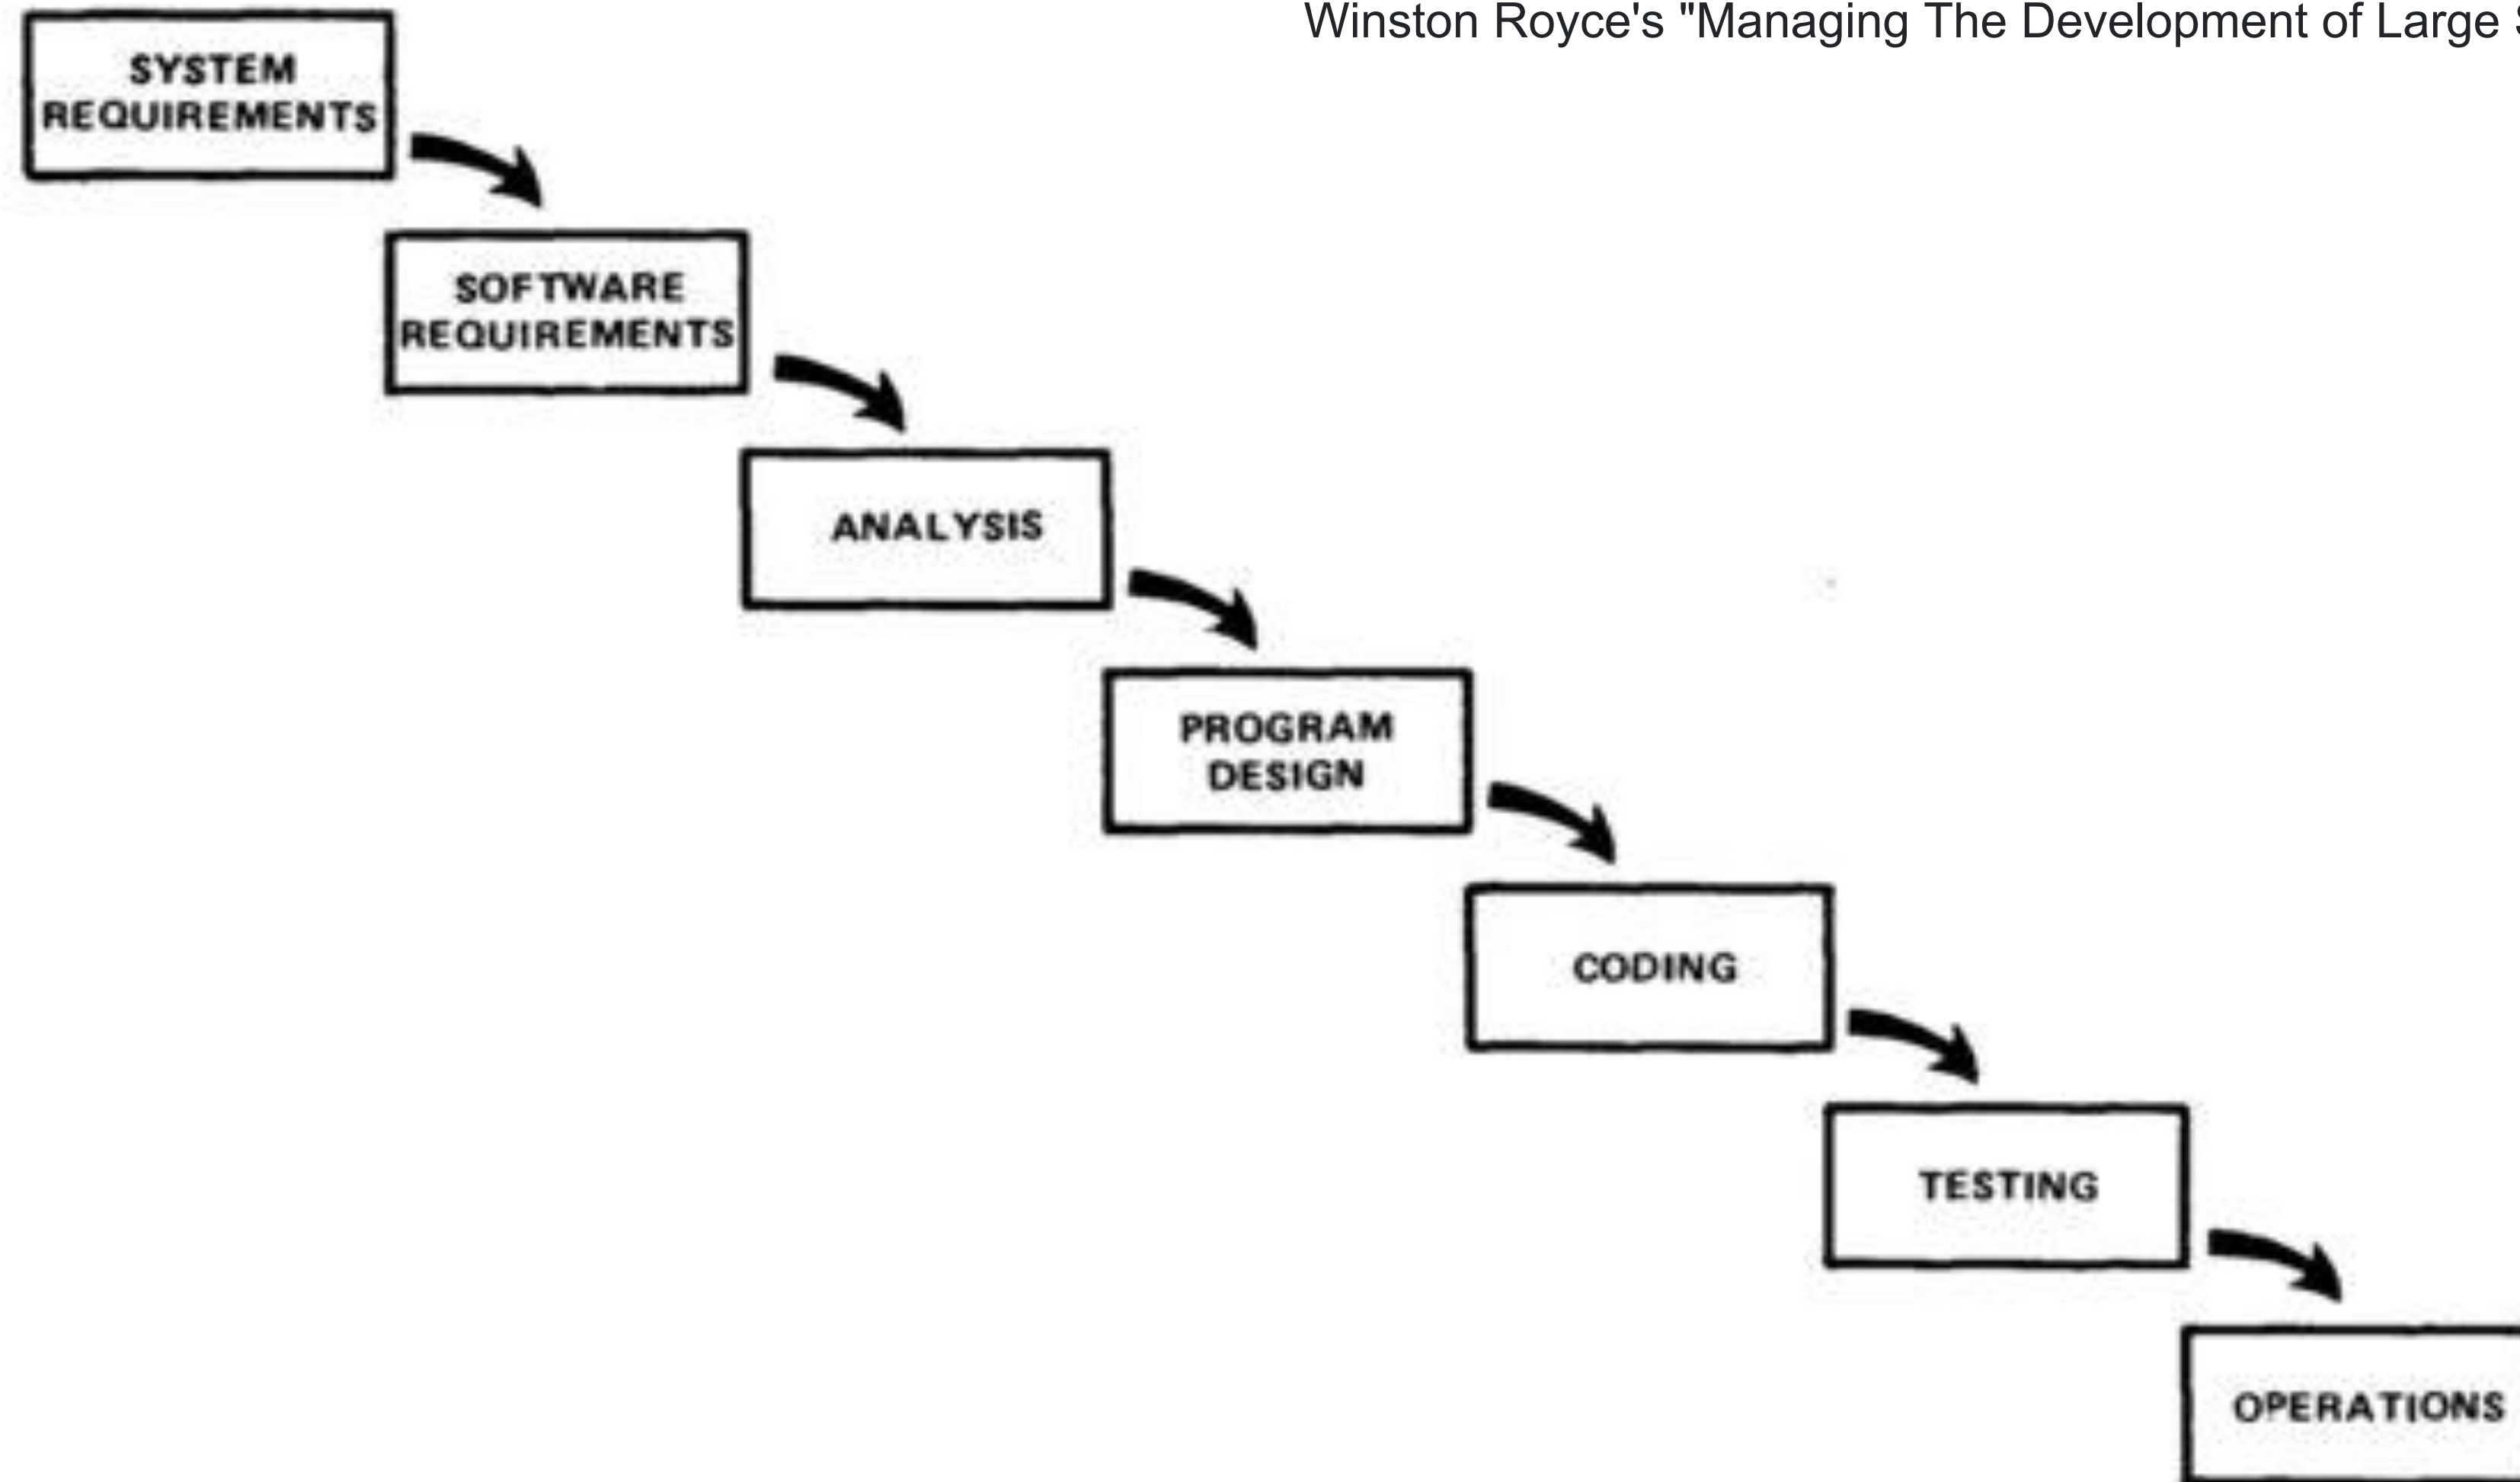 Winston Royce's "Managing The Development of Large
SYSTEM
REQUIREMENTS
SOFTWARE
REQUIREMENTS
ANALYSIS
PROGRAM
DESIGN
CODING
TESTING
OPERATIONS